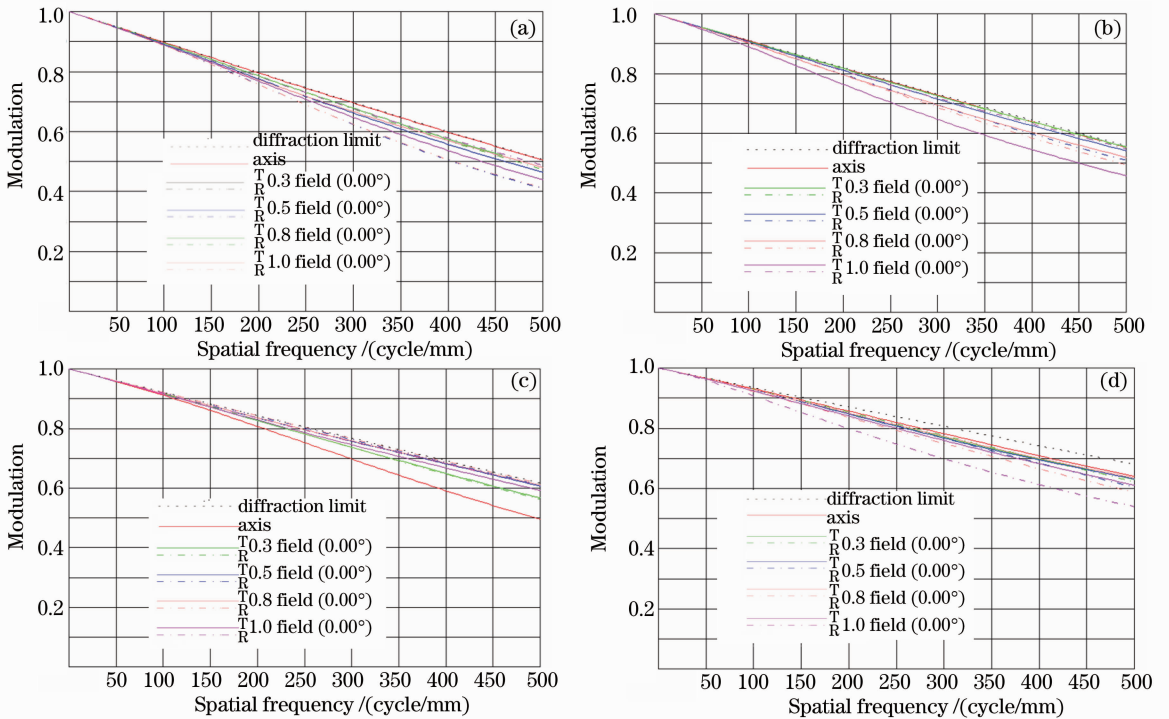 (a)
Modulation
1.0
0.8
0.6
0.4
0.2
diffraction limit
axis
T
R 0.3 field (0.00°)
T
R 0.5 field (0.00°)
T
R 0.8 field (0.00°)
T
R 1.0 field (0.00°)
50 100 150 200 250 300 350 400 450 500
Spatial frequency /(cycle/mm)
(b)
Modulation
1.0
0.8
0.6
0.4
0.2
diffraction limit
axis
T
R 0.3 field (0.00°)
T
R 0.5 field (0.00°)
T
R 0.8 field (0.00°)
T
R 1.0 field (0.00°)
50 100 150 200 250 300 350 400 450 500
Spatial frequency /(cycle/mm)
(c)
Modulation
1.0
0.8
0.6
0.4
0.2
diffraction limit
axis
T
R 0.3 field (0.00°)
T
R 0.5 field (0.00°)
T
R 0.8 field (0.00°)
T
R 1.0 field (0.00°)
50 100 150 200 250 300 350 400 450 500
Spatial frequency /(cycle/mm)
(d)
Modulation
1.0
0.8
0.6
0.4
0.2
diffraction limit
axis
T
R 0.3 field (0.00°)
T
R 0.5 field (0.00°)
T
R 0.8 field (0.00°)
T
R 1.0 field (0.00°)
50 100 150 200 250 300 350 400 450 500
Spatial frequency /(cycle/mm)